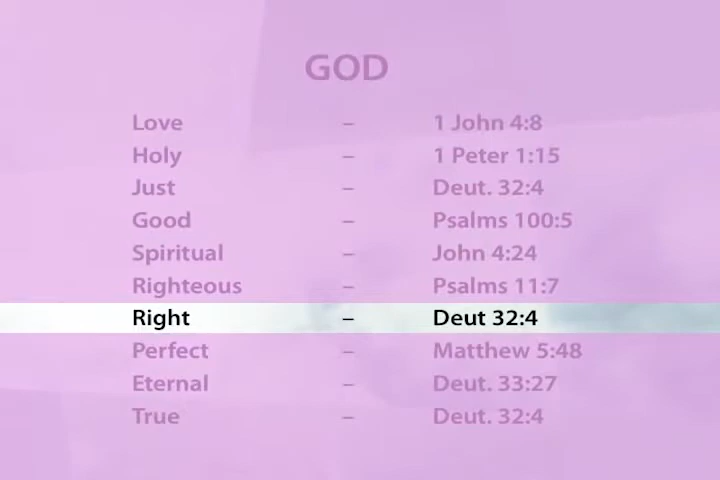 GOD
Love – 1 John 4:8
Holy – 1 Peter 1:15
Just – Deut. 32:4
Good – Psalms 100:5
Spiritual – John 4:24
Righteous – Psalms 11:7
Right – Deut 32:4
Perfect – Matthew 5:48
Eternal – Deut. 33:27
True – Deut. 32:4